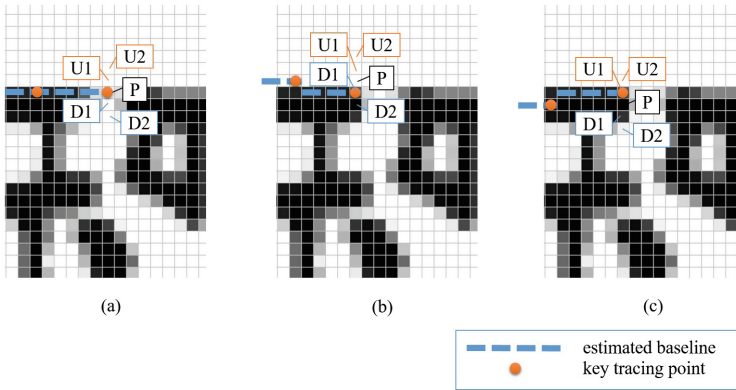 U1 U2
P
D1 D2
(a)
U1 U2
D1 P
D2
(b)
U1 U2
P
D1 D2
(c)
estimated baseline
key tracing point